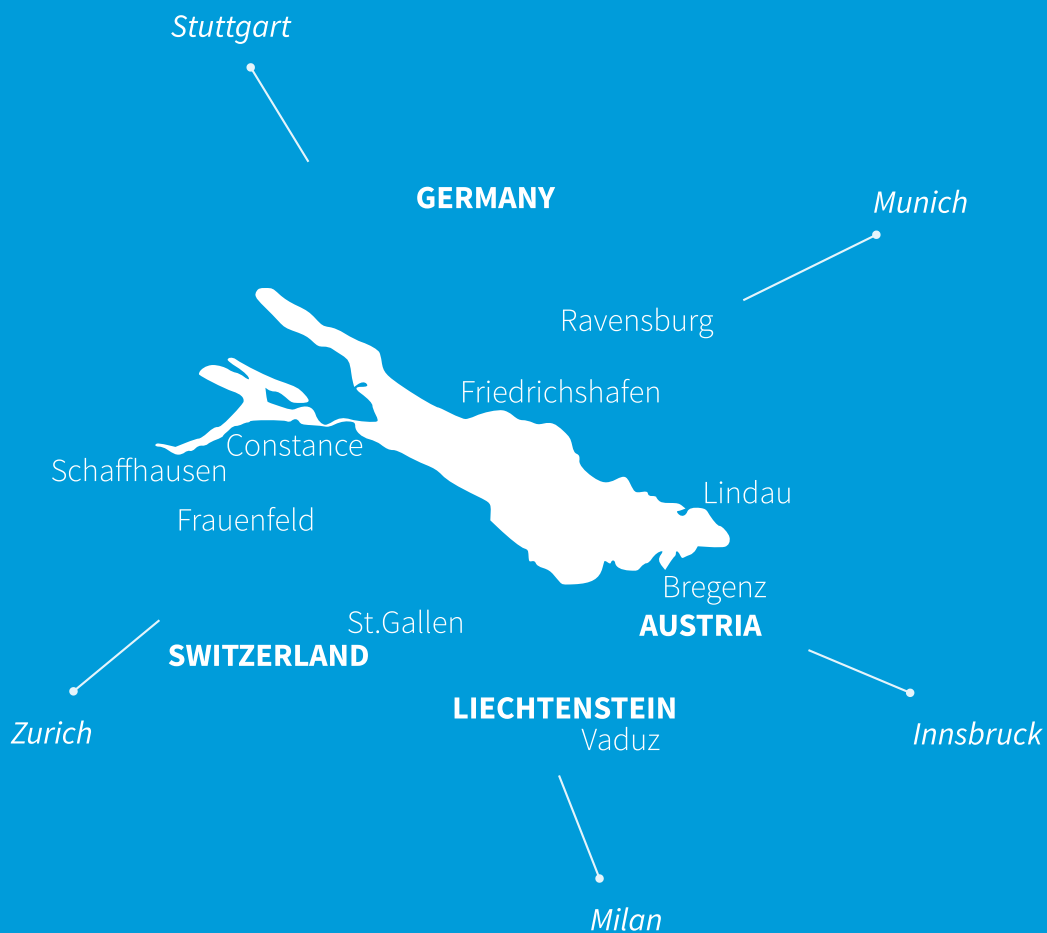 Stuttgart
GERMANY
Munich
Ravensburg
Friedrichshafen
Constance
Schaffhausen
Lindau
Frauenfeld
Bregenz
St.Gallen
AUSTRIA
SWITZERLAND
LIECHTENSTEIN
Vaduz
Zurich
Innsbruck
Milan